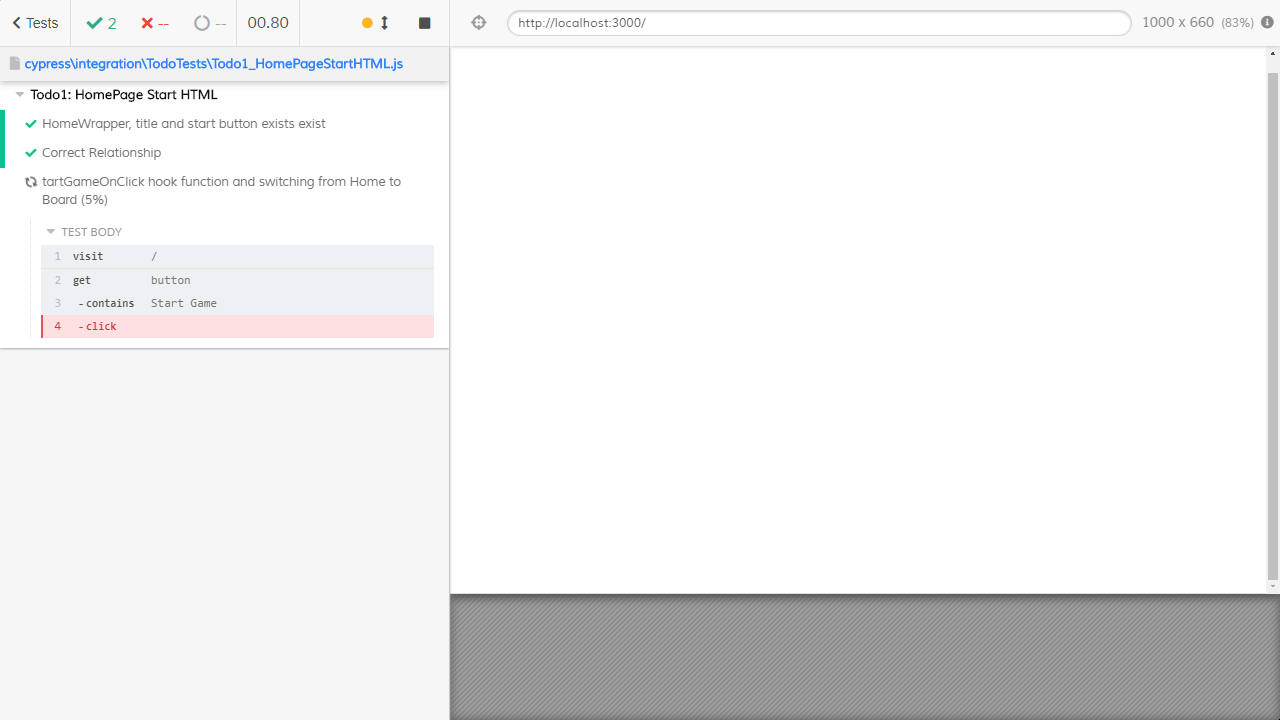 Tests 2 -- -- 00.80
http://localhost:3000/ 1000 x 660 (83%)
cypress\integration\TodoTests\Todo1_HomePageStartHTML.js
Todo1: HomePage Start HTML
HomeWrapper, title and start button exists exist
Correct Relationship
tartGameOnClick hook function and switching from Home to
Board (5%)
TEST BODY
1 visit /
2 get button
3 -contains Start Game
4 -click